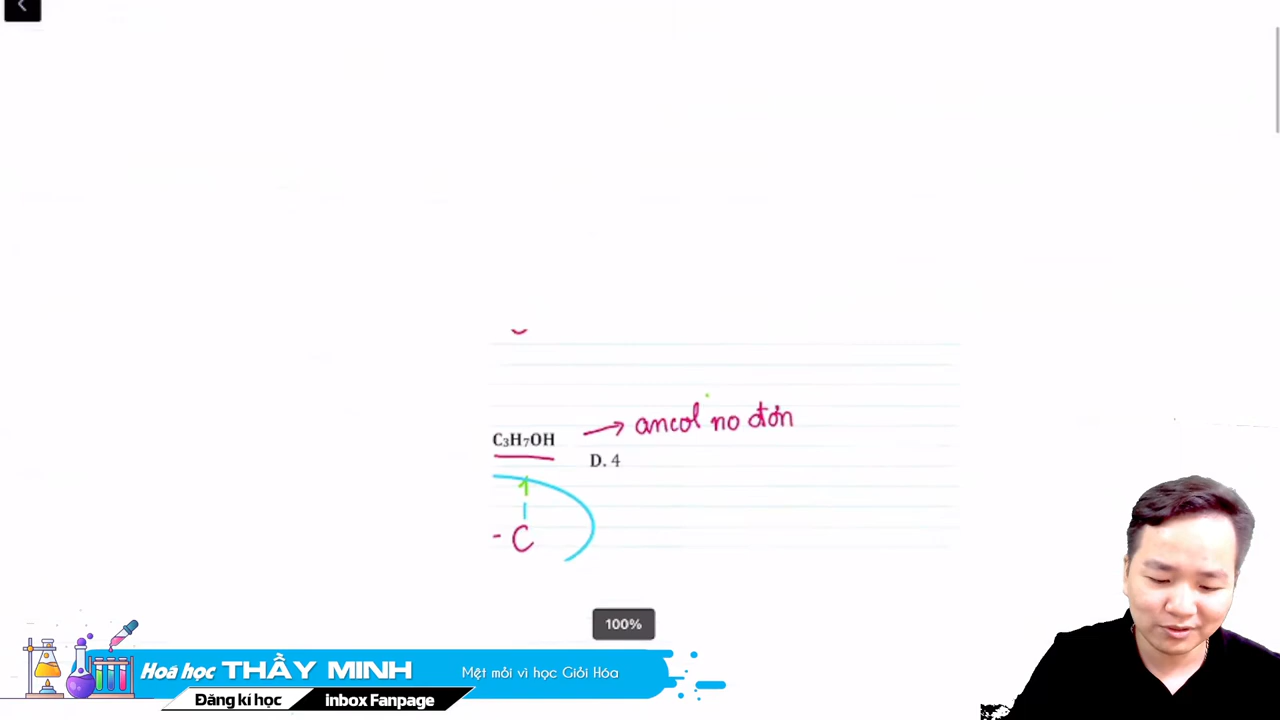 C₃H₇OH → ancol no đơn
D. 4
- C
100%
Hoá học THẦY MINH
Mệt mỏi vì học Giỏi Hóa
Đăng kí học
inbox Fanpage